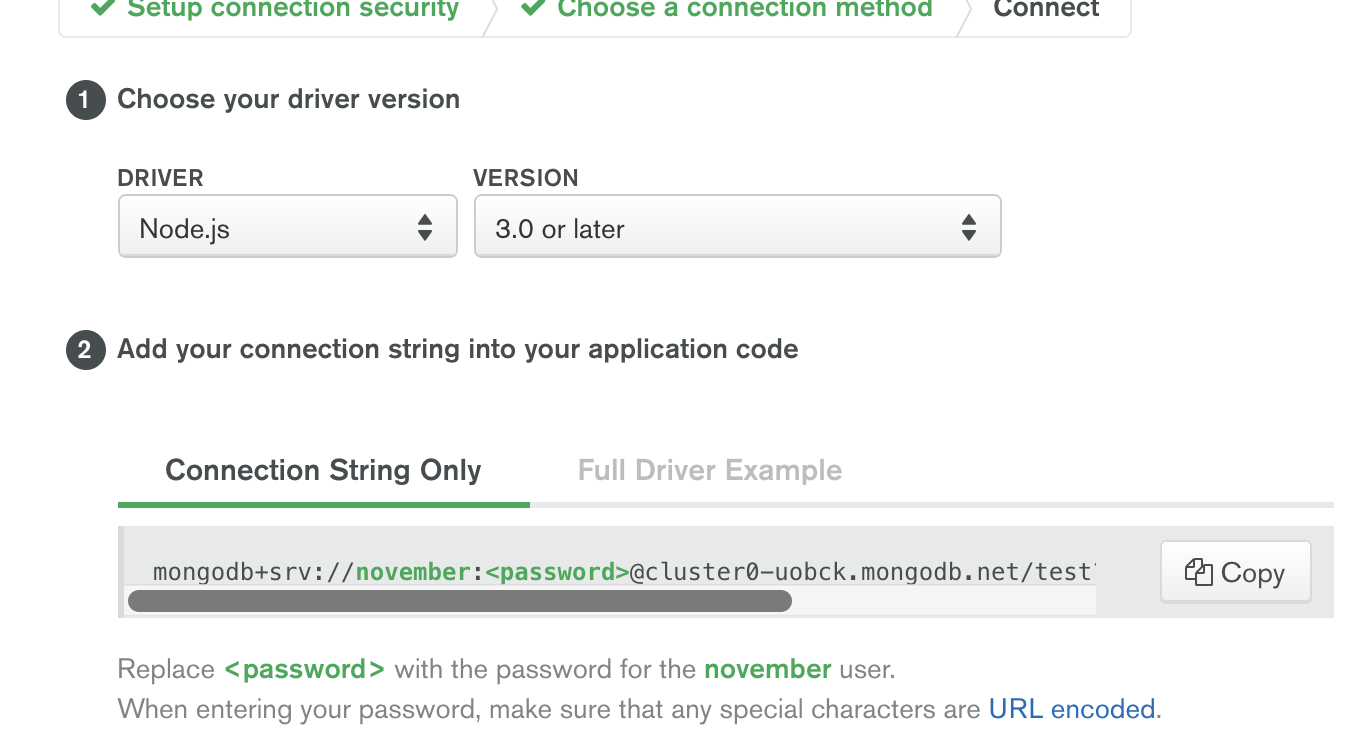 Setup connection security
Choose a connection method
Connect
1 Choose your driver version
DRIVER
VERSION
Node.js
3.0 or later
2 Add your connection string into your application code
Connection String Only
Full Driver Example
mongodb+srv://november:<password>@cluster0-uobck.mongodb.net/test
Copy
Replace <password> with the password for the november user.
When entering your password, make sure that any special characters are URL encoded.